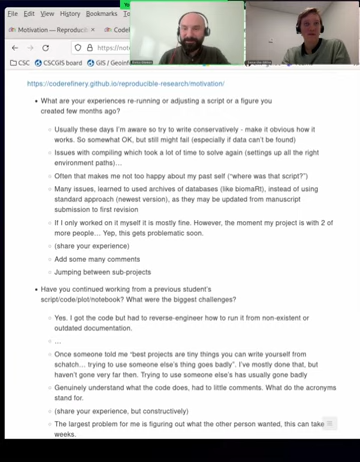 File Edit View History Bookmarks
Motivation — Reproduci
CSC
CSCGIS
BIG / Geoinf
https://coderefinery.github.io/reproducible-research/motivation/
• What are your experiences re-running or adjusting a script or a figure you
created few months ago?
◦ Usually these days I'm aware so try to write conservatively - make it obvious how it
works. So somewhat OK, but still might fail (especially if data can't be found)
◦ Issues with compiling which took a lot of time to solve again (settings up all the right
environment paths)…
◦ Often that makes me not too happy about my past self ("where was that script?")
◦ Many issues, learned to used archives of databases (like biomaRt), instead of using
standard approach (newest version), as they may be updated from manuscript
submission to first revision
◦ If I only worked on it myself it is mostly fine. However, the moment my project is with 2 of
more people… Yep, this gets problematic soon.
◦ (share your experience)
◦ Add some many comments
◦ Jumping between sub-projects
• Have you continued working from a previous student's
script/code/plot/notebook? What were the biggest challenges?
◦ Yes. I got the code but had to reverse-engineer how to run it from non-existent or
outdated documentation.
◦ …
◦ Once someone told me "best projects are tiny things you can write yourself from
schatch… trying to use someone else's thing goes badly". I've mostly done that, but
haven't gone very far then. Trying to use someone else's has usually gone badly
◦ Genuinely understand what the code does, had to little comments. What do the acronyms
stand for.
◦ (share your experience, but constructively)
◦ The largest problem for me is figuring out what the other person wanted, this can take
weeks.